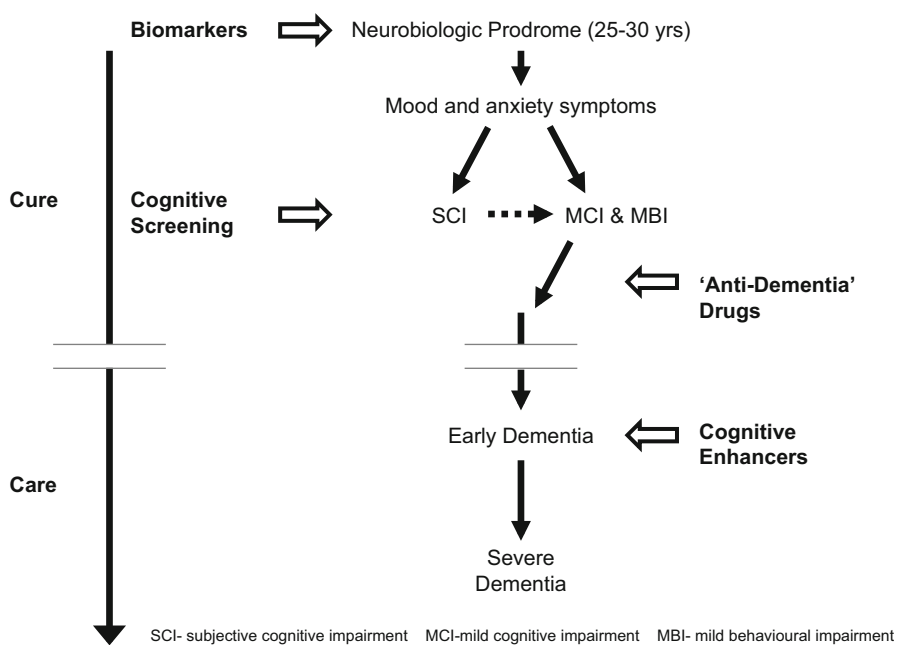 Biomarkers
Neurobiologic Prodrome (25-30 yrs)
Mood and anxiety symptoms
Cure
Cognitive
Screening
SCI
MCI & MBI
‘Anti-Dementia’
Drugs
Early Dementia
Cognitive
Enhancers
Care
Severe
Dementia
SCI- subjective cognitive impairment MCI-mild cognitive impairment MBI- mild behavioural impairment